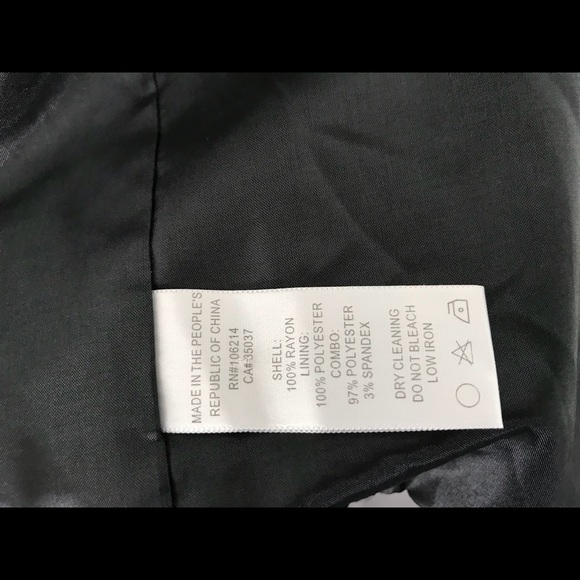 MADE IN THE PEOPLE'S
REPUBLIC OF CHINA
RN#106214
CA#35037
SHELL:
100% RAYON
LINING:
100% POLYESTER
COMBO:
97% POLYESTER
3% SPANDEX
DRY CLEANING
DO NOT BLEACH
LOW IRON